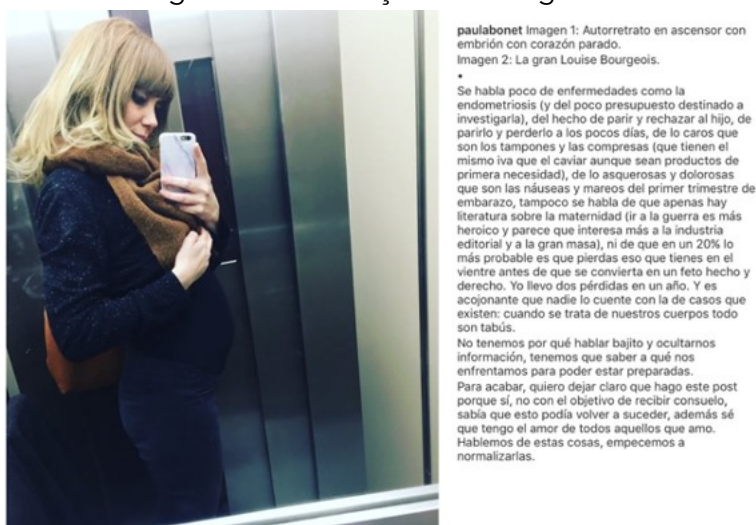 paulabonet Imagen 1: Autorretrato en ascensor con
embrión con corazón parado.
Imagen 2: La gran Louise Bourgeois.
•
Se habla poco de enfermedades como la
endometriosis (y del poco presupuesto destinado a
investigarla), del hecho de parir y rechazar al hijo, de
parirlo y perderlo a los pocos días, de lo caros que
son los tampones y las compresas (que tienen el
mismo iva que el caviar aunque sean productos de
primera necesidad), de lo asquerosas y dolorosas
que son las náuseas y mareos del primer trimestre de
embarazo, tampoco se habla de que apenas hay
literatura sobre la maternidad (ir a la guerra es más
heroico y parece que interesa más a la industria
editorial y a la gran masa), ni de que en un 20% lo
más probable es que pierdas eso que tienes en el
vientre antes de que se convierta en un feto hecho y
derecho. Yo llevo dos pérdidas en un año. Y es
acojonante que nadie lo cuente con la de casos que
existen: cuando se trata de nuestros cuerpos todo
son tabús.
No tenemos por qué hablar bajito y ocultarnos
información, tenemos que saber a qué nos
enfrentamos para poder estar preparadas.
Para acabar, quiero dejar claro que hago este post
porque sí, no con el objetivo de recibir consuelo,
sabía que esto podía volver a suceder, además sé
que tengo el amor de todos aquellos que amo.
Hablemos de estas cosas, empecemos a
normalizarlas.